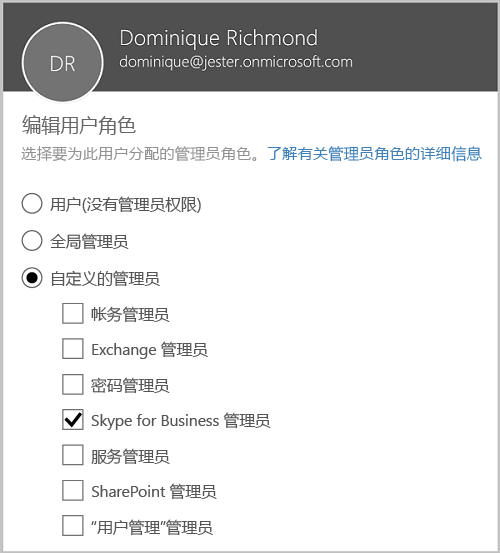 Dominique Richmond
DR
dominique@jester.onmicrosoft.com
编辑用户角色
选择要为此用户分配的管理员角色。了解有关管理员角色的详细信息
用户(没有管理员权限)
全局管理员
自定义的管理员
帐务管理员
Exchange 管理员
密码管理员
Skype for Business 管理员
服务管理员
SharePoint 管理员
"用户管理"管理员